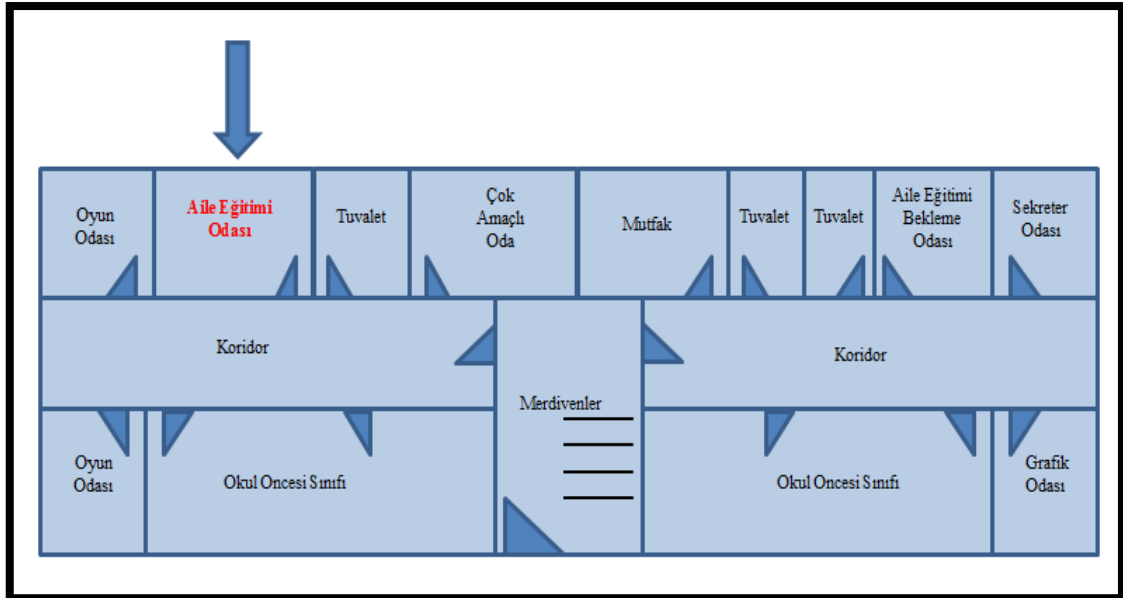 Oyun
Odası
Aile Eğitimi
Odası
Tuvalet
Çok
Amaçlı
Oda
Mutfak
Tuvalet
Tuvalet
Aile Eğitimi
Bekleme
Odası
Sekreter
Odası
Koridor
Koridor
Merdivenler
Oyun
Odası
Okul Oncesi Sınıfı
Okul Oncesi Sınıfı
Grafik
Odası